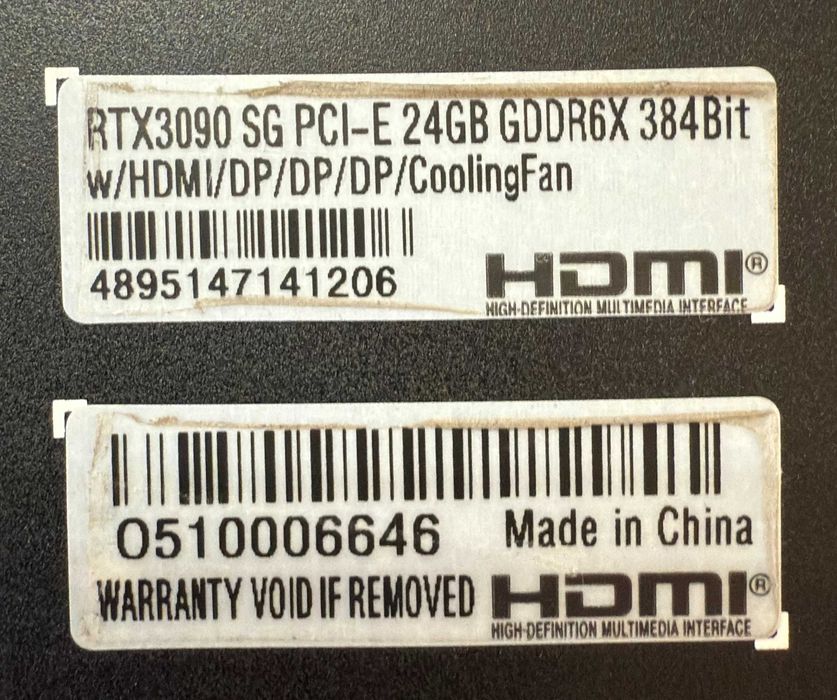 RTX3090 SG PCI-E 24GB GDDR6X 384Bit
w/HDMI/DP/DP/DP/CoolingFan
4895147141206
HDMI®
HIGH-DEFINITION MULTIMEDIA INTERFACE
O510006646
Made in China
WARRANTY VOID IF REMOVED
HDMI®
HIGH-DEFINITION MULTIMEDIA INTERFACE